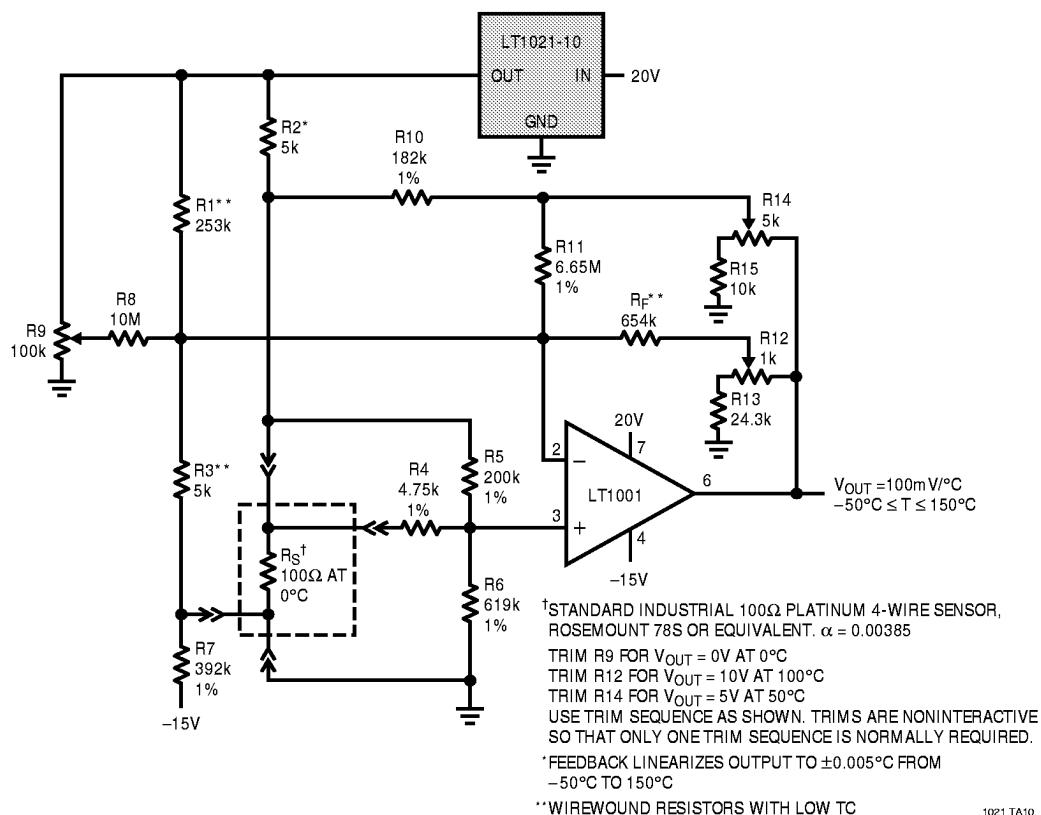 LT1021-10
OUT
IN
20V
GND
R2*
5k
R10
182k
1%
R1**
253k
R14
5k
R11
6.65M
1%
R15
10k
R8
10M
RF**
654k
R9
100k
R12
1k
R13
24.3k
20V
7
2
–
LT1001
6
3
+
4
–15V
VOUT =100mV/°C
–50°C ≤ T ≤ 150°C
R3**
5k
R4
4.75k
1%
R5
200k
1%
RS†
100Ω AT
0°C
R6
619k
1%
R7
392k
1%
–15V
†STANDARD INDUSTRIAL 100Ω PLATINUM 4-WIRE SENSOR,
ROSEMOUNT 78S OR EQUIVALENT. α = 0.00385
TRIM R9 FOR VOUT = 0V AT 0°C
TRIM R12 FOR VOUT = 10V AT 100°C
TRIM R14 FOR VOUT = 5V AT 50°C
USE TRIM SEQUENCE AS SHOWN. TRIMS ARE NONINTERACTIVE
SO THAT ONLY ONE TRIM SEQUENCE IS NORMALLY REQUIRED.
*FEEDBACK LINEARIZES OUTPUT TO ±0.005°C FROM
–50°C TO 150°C
**WIREWOUND RESISTORS WITH LOW TC
1021 TA10